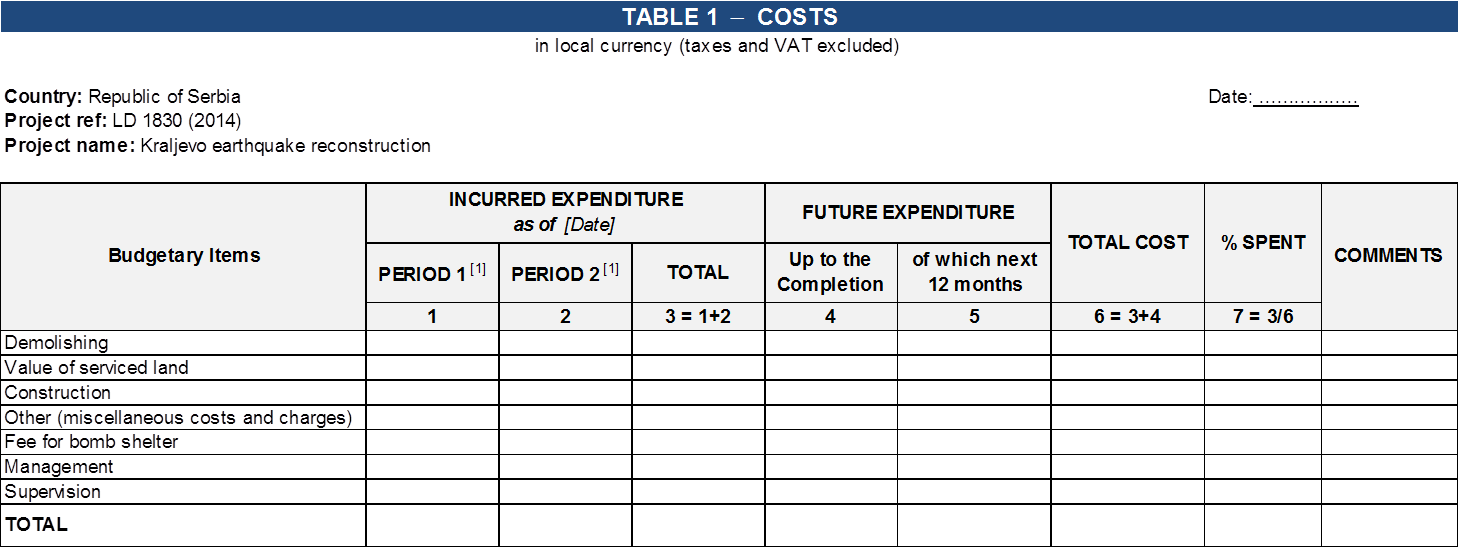 TABLE 1 – COSTS
in local currency (taxes and VAT excluded)
Country: Republic of Serbia
Date: .................
Project ref: LD 1830 (2014)
Project name: Kraljevo earthquake reconstruction
Budgetary Items
INCURRED EXPENDITURE
as of [Date]
FUTURE EXPENDITURE
TOTAL COST
% SPENT
COMMENTS
PERIOD 1 [1]
PERIOD 2 [1]
TOTAL
Up to the
Completion
of which next
12 months
1
2
3 = 1+2
4
5
6 = 3+4
7 = 3/6
Demolishing
Value of serviced land
Construction
Other (miscellaneous costs and charges)
Fee for bomb shelter
Management
Supervision
TOTAL